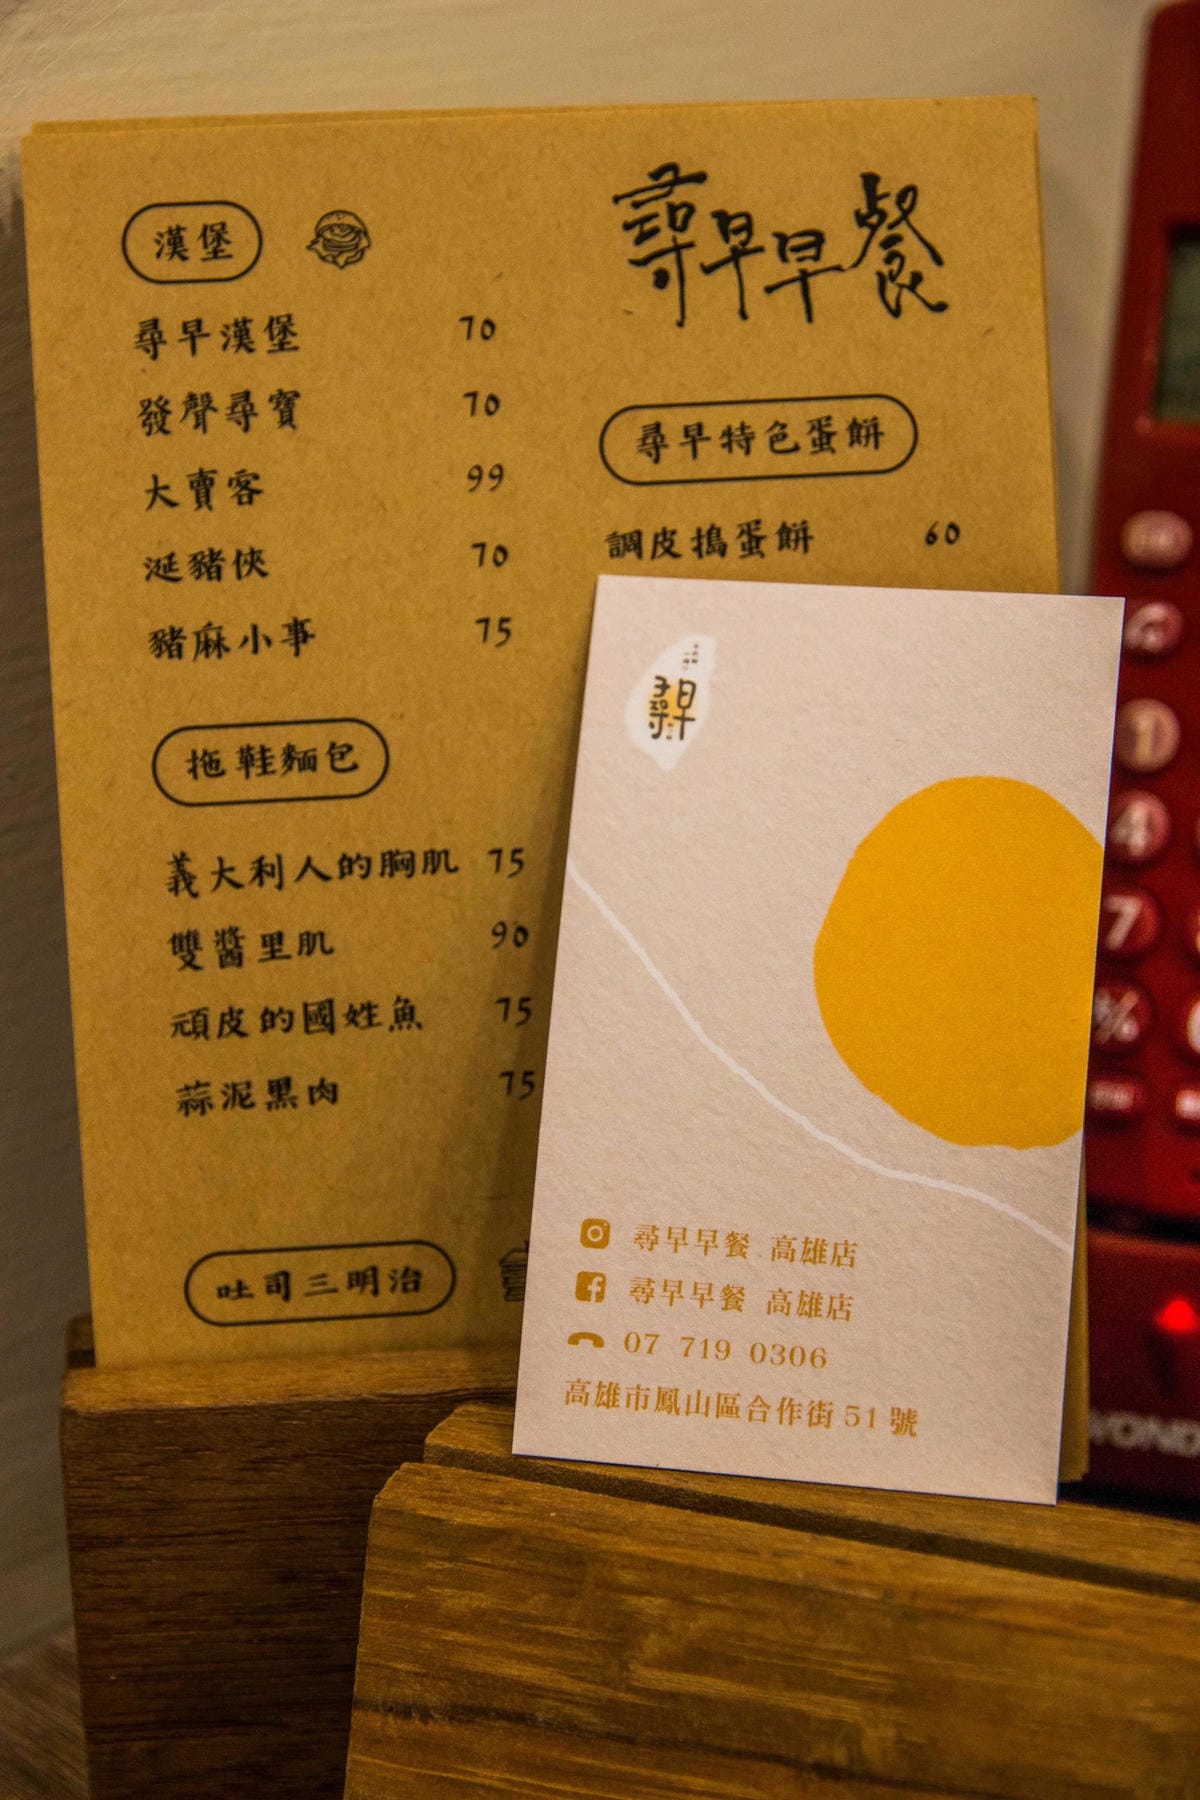 漢堡
尋早漢堡 70
發聲尋寶 70
大賣客 99
涎豬俠 70
豬麻小事 75
拖鞋麵包
義大利人的胸肌 75
雙醬里肌 90
頑皮的國姓魚 75
蒜泥黑肉 75
吐司三明治
尋早早餐
尋早特色蛋餅
調皮搗蛋餅 60
尋早
尋早早餐 高雄店
尋早早餐 高雄店
07 719 0306
高雄市鳳山區合作街 51 號
1
4
7
%